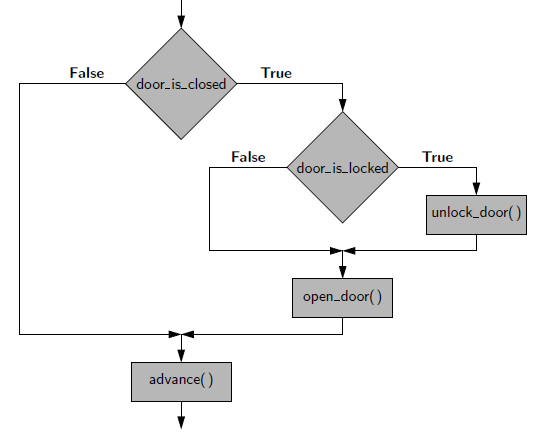 False
True
door_is_closed
False
True
door_is_locked
unlock_door()
open_door()
advance()